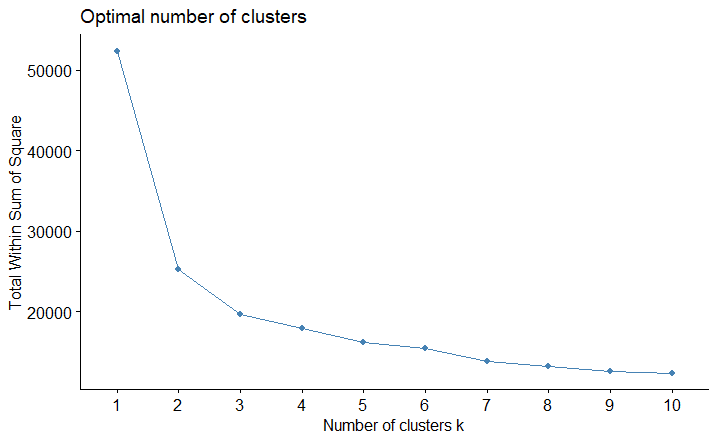 Optimal number of clusters
50000
40000
30000
20000
Total Within Sum of Square
1 2 3 4 5 6 7 8 9 10
Number of clusters k